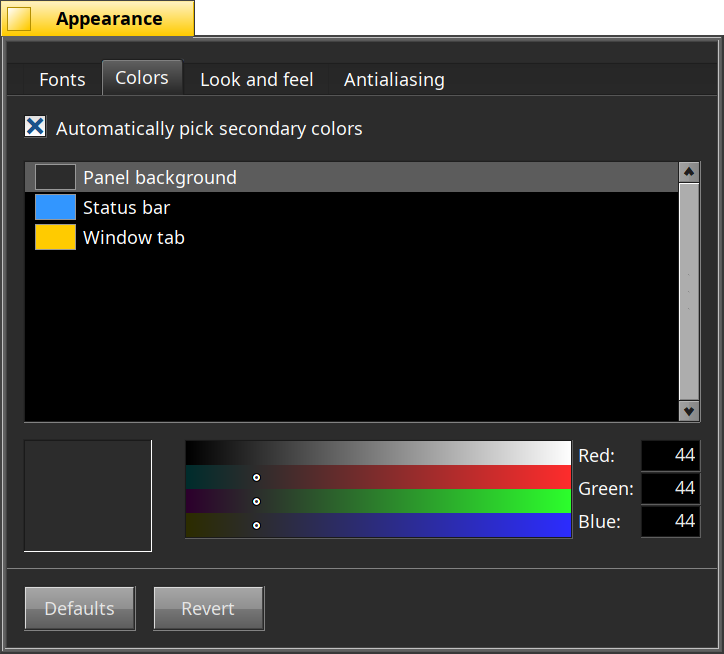 Appearance
Fonts Colors Look and feel Antialiasing
Automatically pick secondary colors
Panel background
Status bar
Window tab
Red: 44
Green: 44
Blue: 44
Defaults Revert